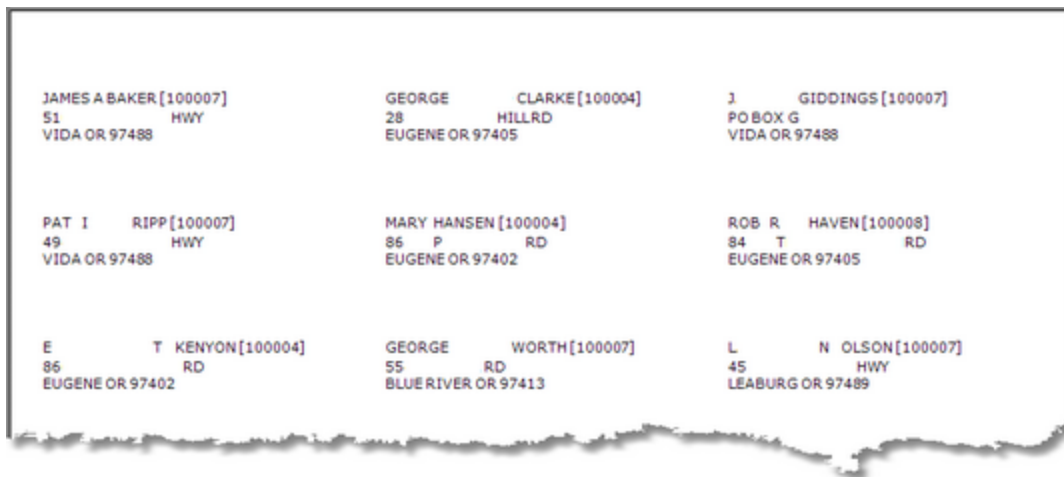 JAMES A BAKER [100007]
51 HWY
VIDA OR 97488
GEORGE CLARKE [100004]
28 HILLRD
EUGENE OR 97405
J. GIDDINGS [100007]
PO BOX G
VIDA OR 97488
PAT I RIPP [100007]
49 HWY
VIDA OR 97488
MARY HANSEN [100004]
86 P RD
EUGENE OR 97402
ROB R HAVEN [100008]
84 T RD
EUGENE OR 97405
E T KENYON [100004]
86 RD
EUGENE OR 97402
GEORGE WORTH [100007]
55 RD
BLUE RIVER OR 97413
L N OLSON [100007]
45 HWY
LEABURG OR 97489